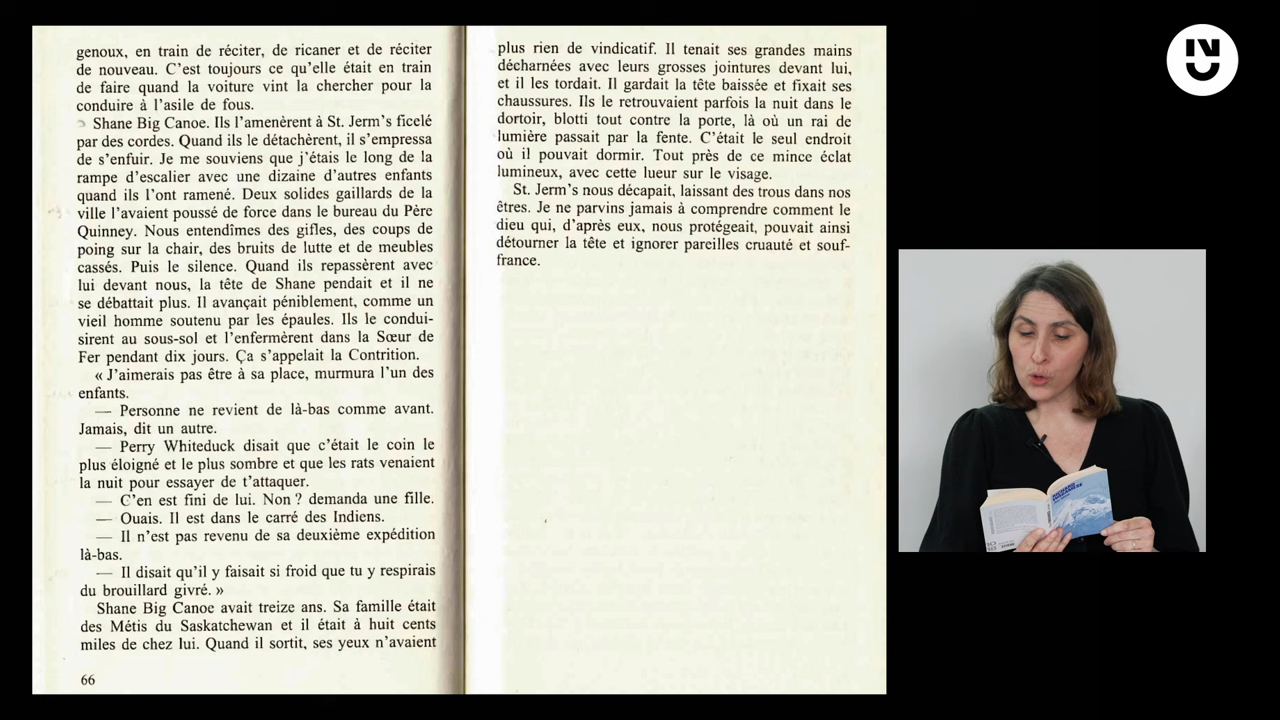 genoux, en train de réciter, de ricaner et de réciter
de nouveau. C'est toujours ce qu'elle était en train
de faire quand la voiture vint la chercher pour la
conduire à l'asile de fous.
Shane Big Canoe. Ils l'amenèrent à St. Jerm's ficelé
par des cordes. Quand ils le détachèrent, il s'empressa
de s'enfuir. Je me souviens que j'étais le long de la
rampe d'escalier avec une dizaine d'autres enfants
quand ils l'ont ramené. Deux solides gaillards de la
ville l'avaient poussé de force dans le bureau du Père
Quinney. Nous entendîmes des gifles, des coups de
poing sur la chair, des bruits de lutte et de meubles
cassés. Puis le silence. Quand ils repassèrent avec
lui devant nous, la tête de Shane pendait et il ne
se débattait plus. Il avançait péniblement, comme un
vieil homme soutenu par les épaules. Ils le condui-
sirent au sous-sol et l'enfermèrent dans la Sœur de
Fer pendant dix jours. Ça s'appelait la Contrition.
« J'aimerais pas être à sa place, murmura l'un des
enfants.
— Personne ne revient de là-bas comme avant.
Jamais, dit un autre.
— Perry Whiteduck disait que c'était le coin le
plus éloigné et le plus sombre et que les rats venaient
la nuit pour essayer de t'attaquer.
— C'en est fini de lui. Non ? demanda une fille.
— Ouais. Il est dans le carré des Indiens.
— Il n'est pas revenu de sa deuxième expédition
là-bas.
— Il disait qu'il y faisait si froid que tu y respirais
du brouillard givré. »
Shane Big Canoe avait treize ans. Sa famille était
des Métis du Saskatchewan et il était à huit cents
miles de chez lui. Quand il sortit, ses yeux n'avaient
66
plus rien de vindicatif. Il tenait ses grandes mains
décharnées avec leurs grosses jointures devant lui,
et il les tordait. Il gardait la tête baissée et fixait ses
chaussures. Ils le retrouvaient parfois la nuit dans le
dortoir, blotti tout contre la porte, là où un rai de
lumière passait par la fente. C'était le seul endroit
où il pouvait dormir. Tout près de ce mince éclat
lumineux, avec cette lueur sur le visage.
St. Jerm's nous décapait, laissant des trous dans nos
êtres. Je ne parvins jamais à comprendre comment le
dieu qui, d'après eux, nous protégeait, pouvait ainsi
détourner la tête et ignorer pareilles cruauté et souf-
france.
IN
U
RICHARD
WAGAMESE